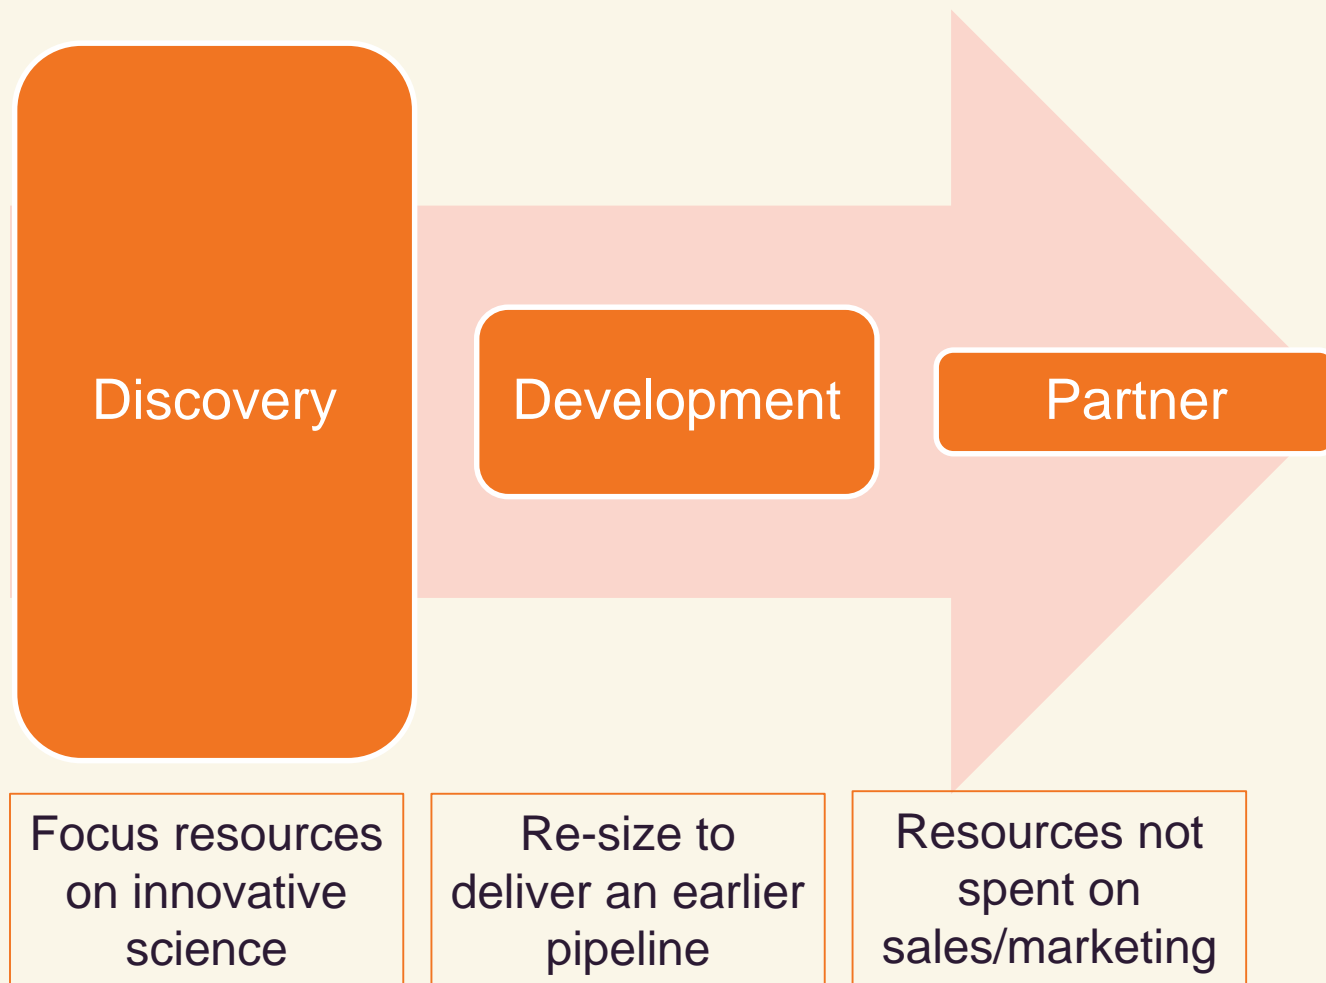 Discovery
Development
Partner
Focus resources
on innovative
science
Re-size to
deliver an earlier
pipeline
Resources not
spent on
sales/marketing